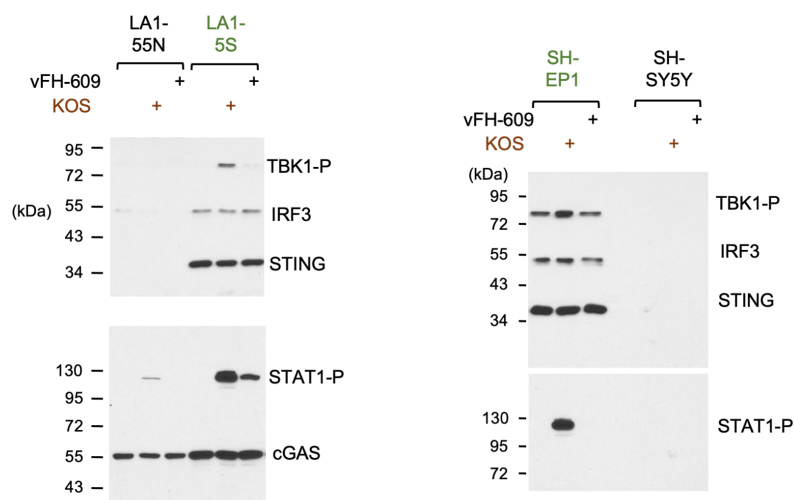 LA1-
55N
LA1-
5S
vFH-609 + +
KOS + +
95
72
(kDa) 55
43
34
TBK1-P
IRF3
STING
130
95
72
55
43
STAT1-P
cGAS
SH-
EP1
SH-
SY5Y
vFH-609 + +
KOS + +
(kDa)
95
72
55
43
34
TBK1-P
IRF3
STING
130
95
72
STAT1-P